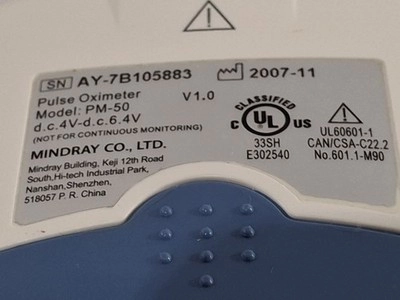 SN AY-7B105883 2007-11
Pulse Oximeter V1.0
Model: PM-50
d.c.4V-d.c.6.4V
(NOT FOR CONTINUOUS MONITORING)
MINDRAY CO., LTD.
Mindray Building, Keji 12th Road
South,Hi-tech Industrial Park,
Nanshan,Shenzhen,
518057 P. R. China
CLASSIFIED
C UL US
33SH
E302540
UL60601-1
CAN/CSA-C22.2
No.601.1-M90